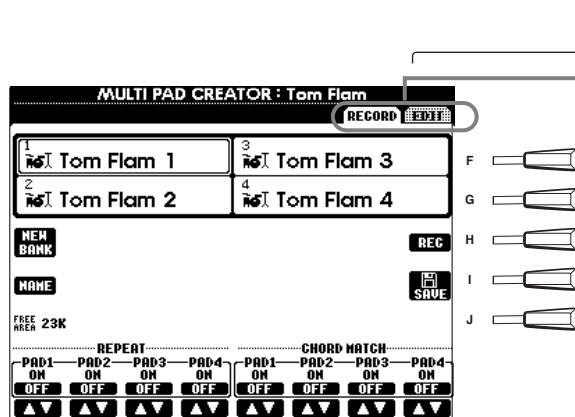 MULTI PAD CREATOR : Tom Flam
RECORD EDIT
1 Tom Flam 1
3 Tom Flam 3
2 Tom Flam 2
4 Tom Flam 4
NEW BANK
REC
NAME
SAVE
FREE AREA 23K
REPEAT CHORD MATCH
PAD1 PAD2 PAD3 PAD4 PAD1 PAD2 PAD3 PAD4
ON ON ON ON ON ON ON ON
OFF OFF OFF OFF OFF OFF OFF OFF
F
G
H
I
J